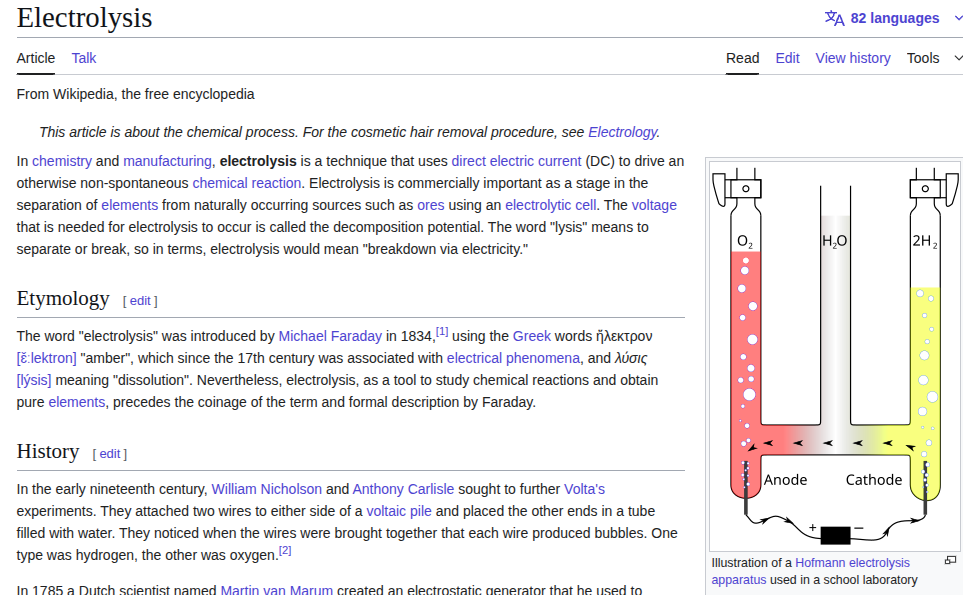 Electrolysis
82 languages
Article Talk Read Edit View history Tools
From Wikipedia, the free encyclopedia
This article is about the chemical process. For the cosmetic hair removal procedure, see Electrology.
In chemistry and manufacturing, electrolysis is a technique that uses direct electric current (DC) to drive an
otherwise non-spontaneous chemical reaction. Electrolysis is commercially important as a stage in the
separation of elements from naturally occurring sources such as ores using an electrolytic cell. The voltage
that is needed for electrolysis to occur is called the decomposition potential. The word "lysis" means to
separate or break, so in terms, electrolysis would mean "breakdown via electricity."
Etymology [ edit ]
The word "electrolysis" was introduced by Michael Faraday in 1834,[1] using the Greek words ἤλεκτρον
[ɛ̌ːlektron] "amber", which since the 17th century was associated with electrical phenomena, and λύσις
[lýsis] meaning "dissolution". Nevertheless, electrolysis, as a tool to study chemical reactions and obtain
pure elements, precedes the coinage of the term and formal description by Faraday.
History [ edit ]
In the early nineteenth century, William Nicholson and Anthony Carlisle sought to further Volta's
experiments. They attached two wires to either side of a voltaic pile and placed the other ends in a tube
filled with water. They noticed when the wires were brought together that each wire produced bubbles. One
type was hydrogen, the other was oxygen.[2]
In 1785 a Dutch scientist named Martin van Marum created an electrostatic generator that he used to
O₂ H₂O 2H₂
Anode Cathode
+ −
Illustration of a Hofmann electrolysis
apparatus used in a school laboratory